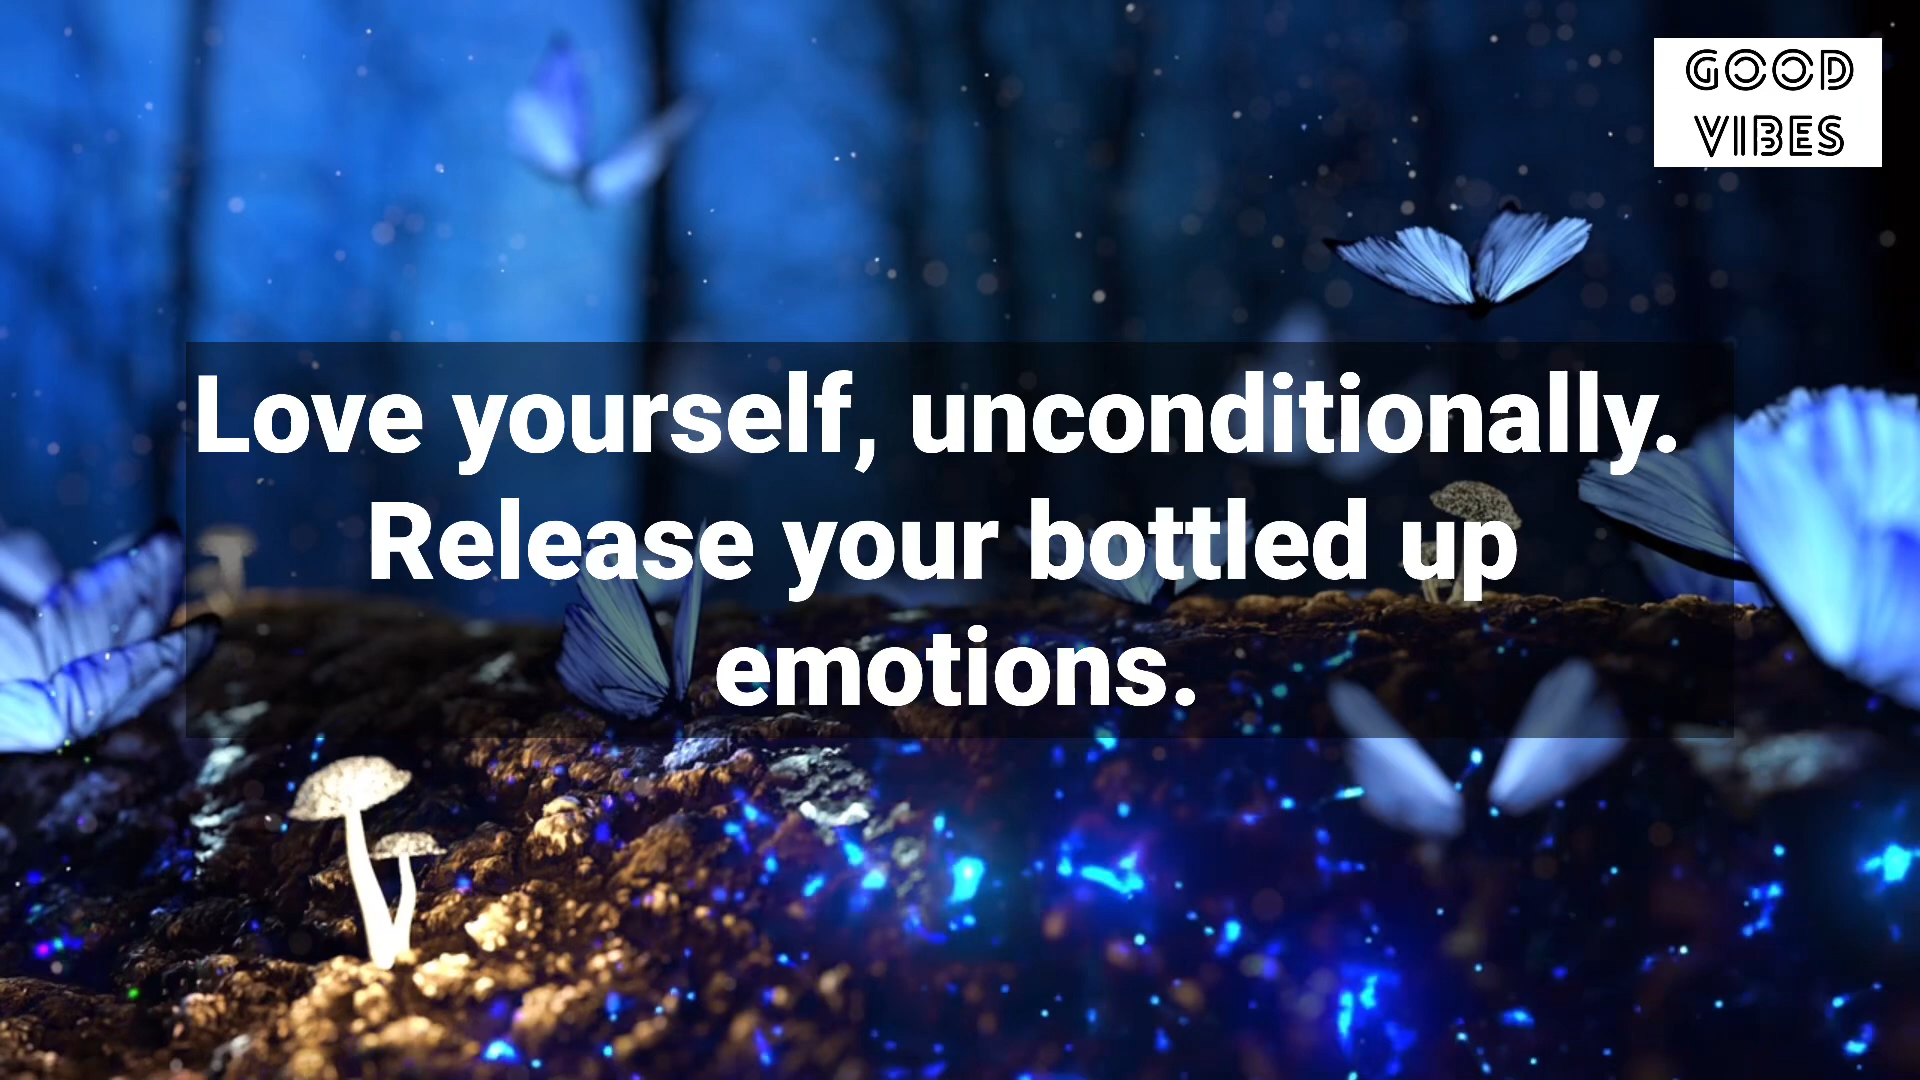 GOOD
VIBES
Love yourself, unconditionally.
Release your bottled up
emotions.